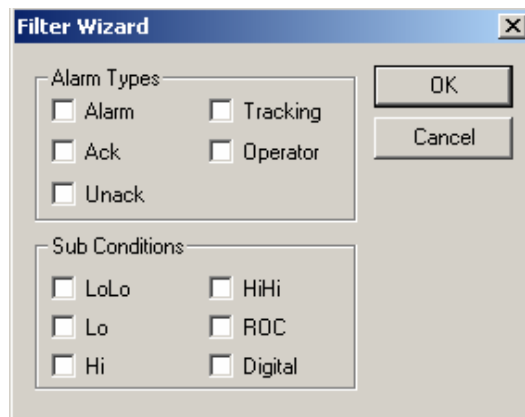 Filter Wizard
Alarm Types
Alarm
Tracking
Ack
Operator
Unack
OK
Cancel
Sub Conditions
LoLo
HiHi
Lo
ROC
Hi
Digital